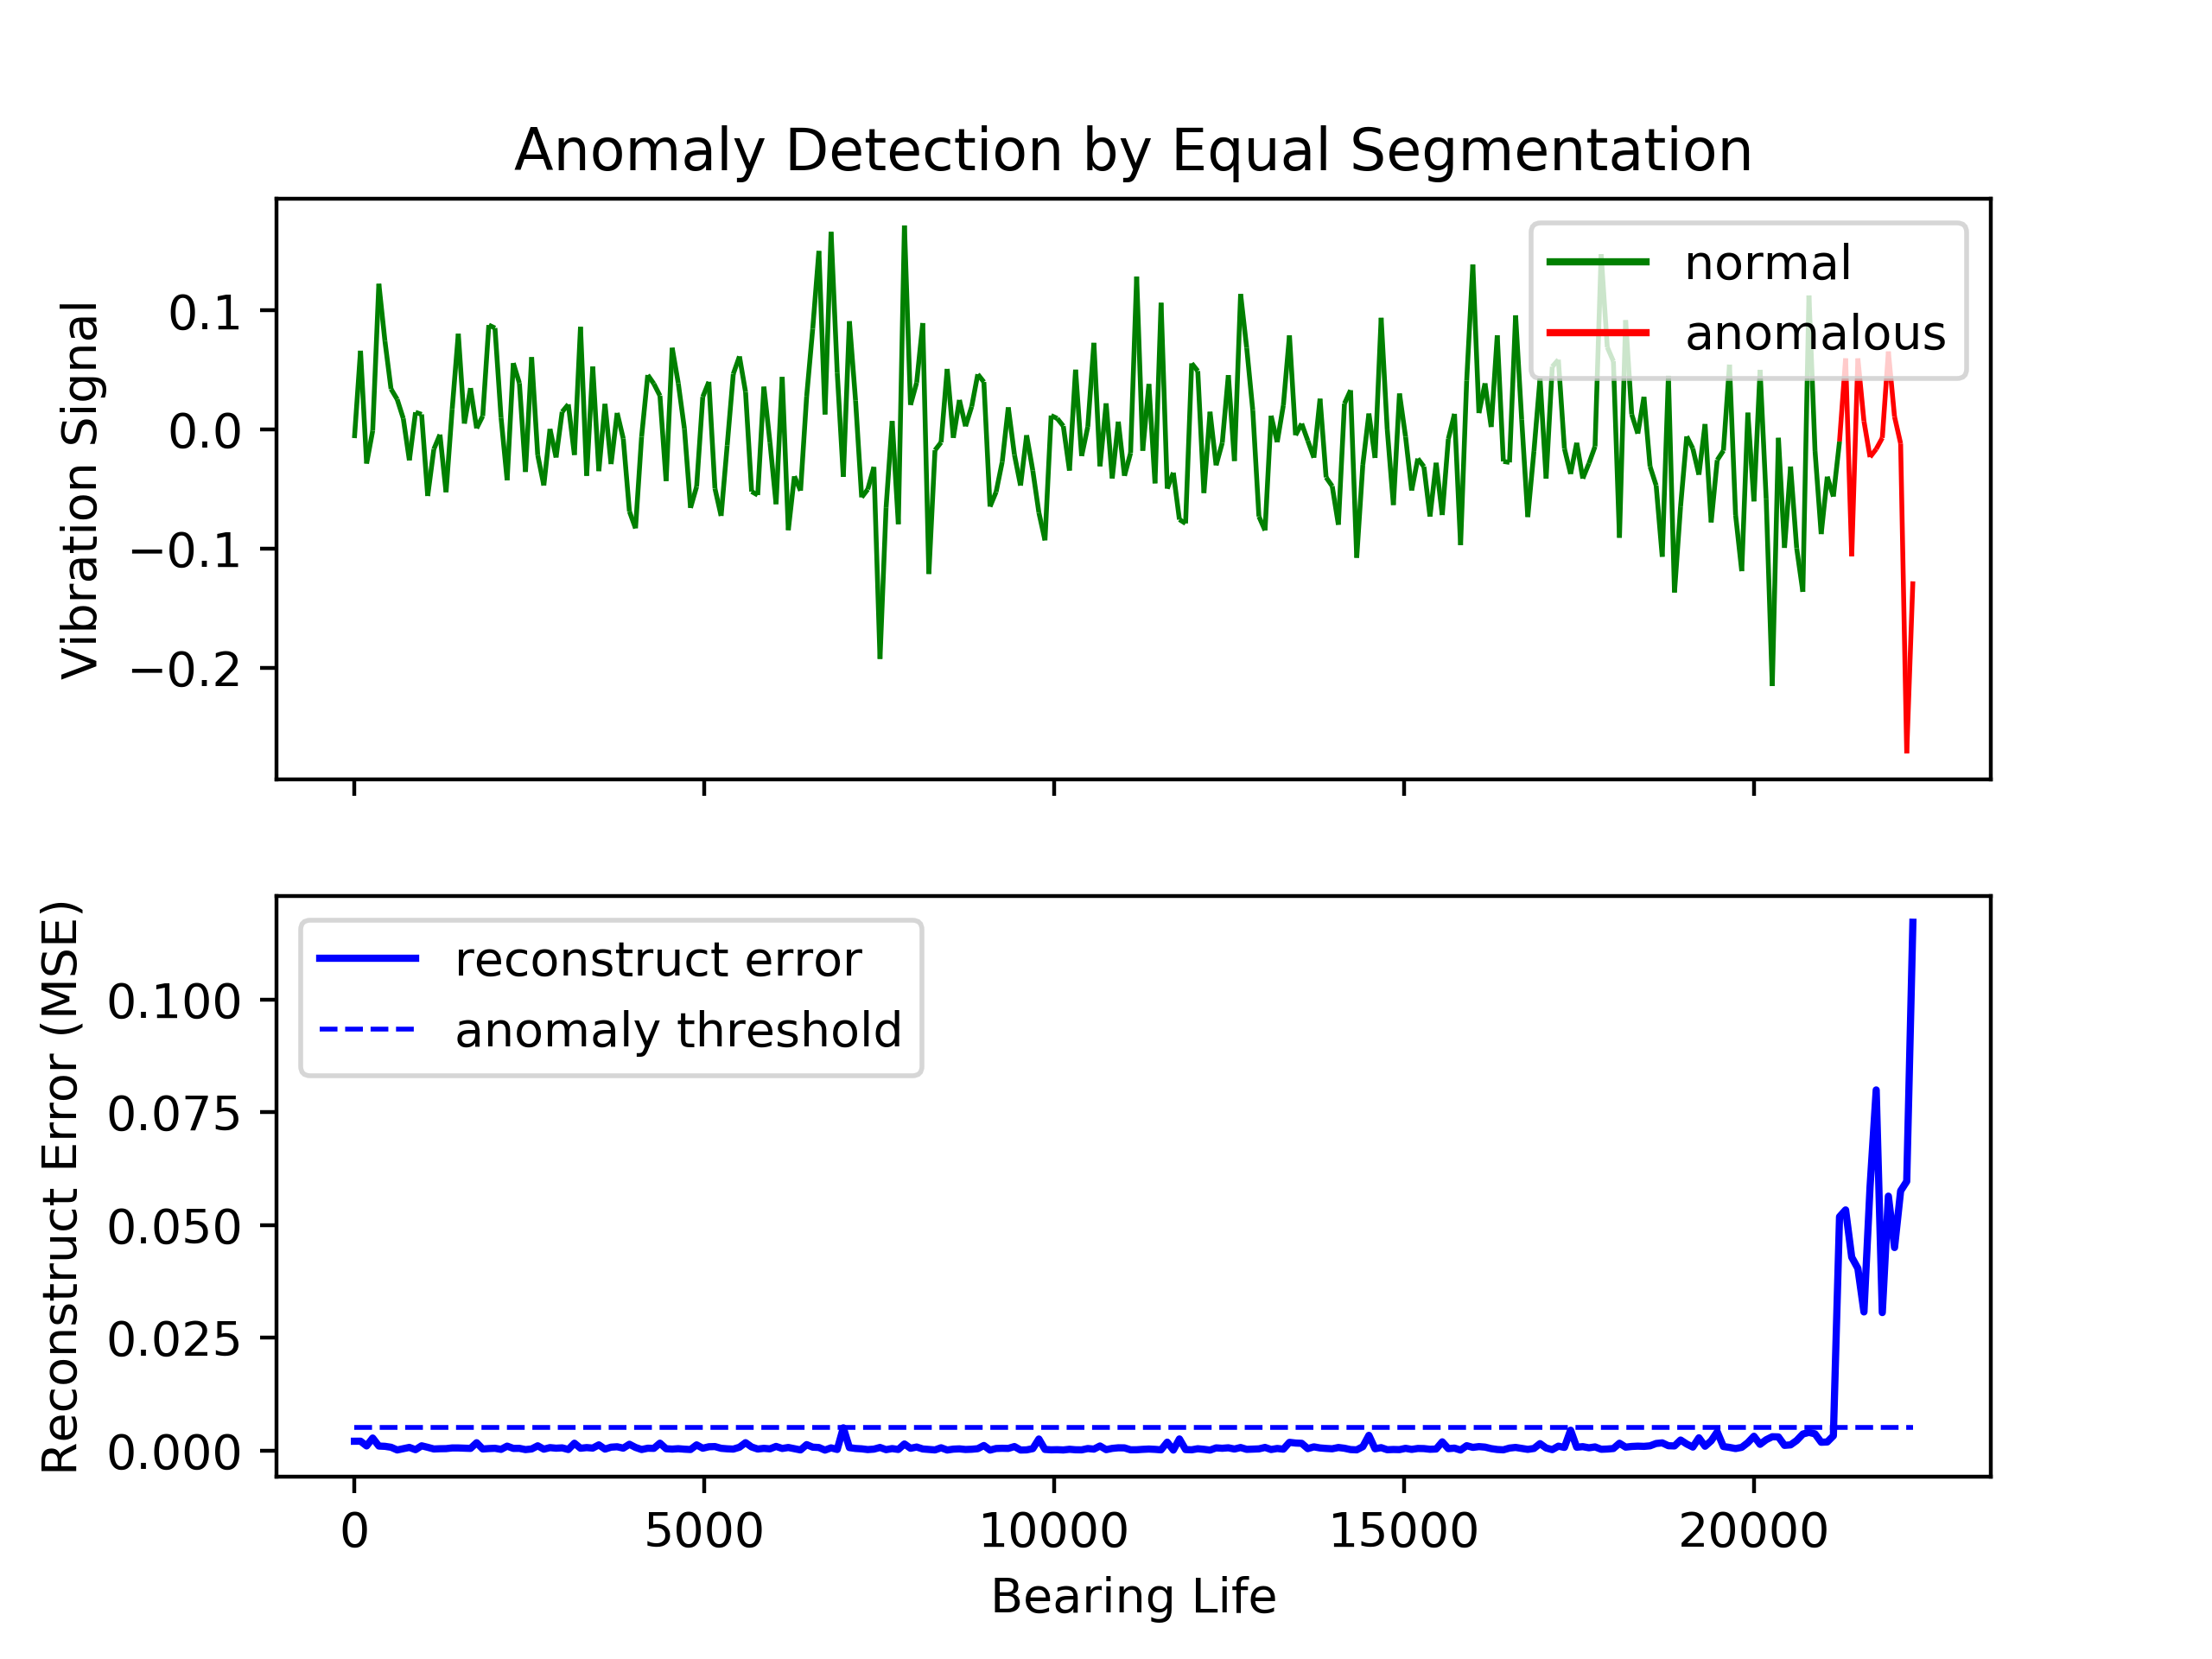 Anomaly Detection by Equal Segmentation
Vibration Signal
0.1
0.0
−0.1
−0.2
normal
anomalous
Reconstruct Error (MSE)
0.100
0.075
0.050
0.025
0.000
reconstruct error
anomaly threshold
0 5000 10000 15000 20000
Bearing Life